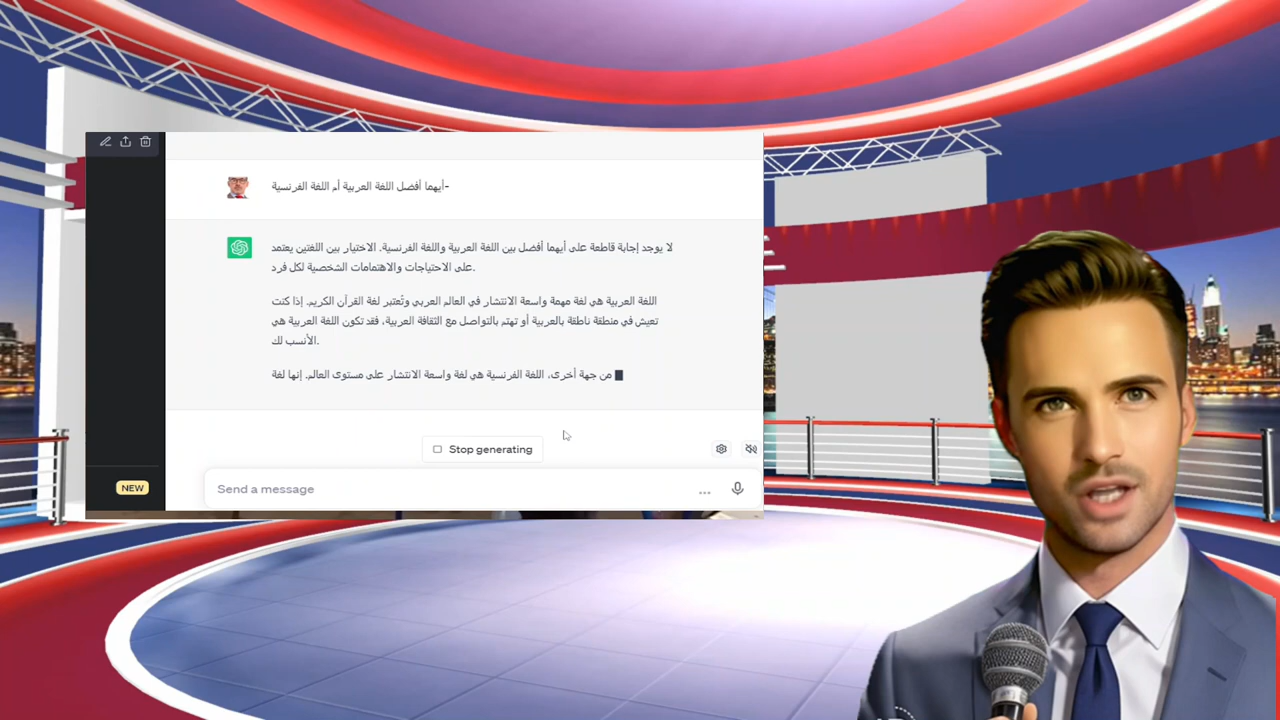 أيهما أفضل اللغة العربية أم اللغة الفرنسية-
لا يوجد إجابة قاطعة على أيهما أفضل بين اللغة العربية واللغة الفرنسية. الاختيار بين اللغتين يعتمد
على الاحتياجات والاهتمامات الشخصية لكل فرد.
اللغة العربية هي لغة مهمة واسعة الانتشار في العالم العربي وتُعتبر لغة القرآن الكريم. إذا كنت
تعيش في منطقة ناطقة بالعربية أو تهتم بالتواصل مع الثقافة العربية، فقد تكون اللغة العربية هي
الأنسب لك.
من جهة أخرى، اللغة الفرنسية هي لغة واسعة الانتشار على مستوى العالم. إنها لغة
Stop generating
NEW
Send a message